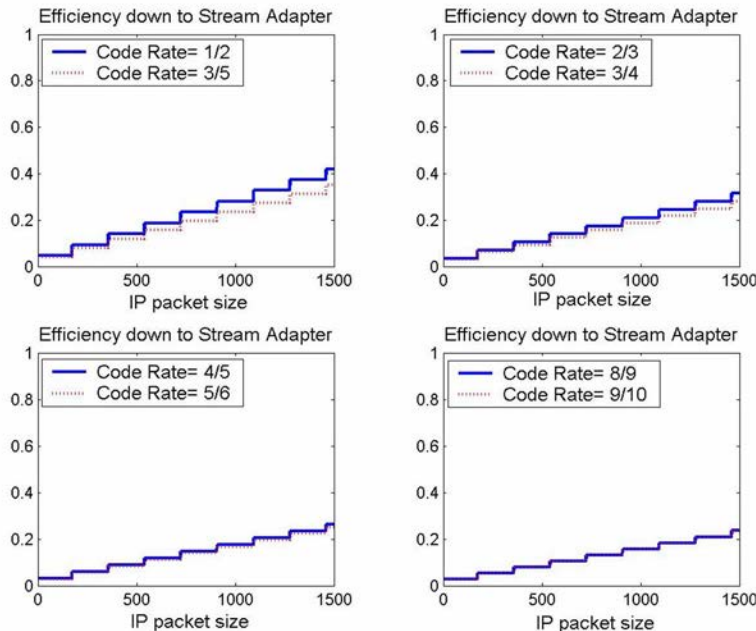 Efficiency down to Stream Adapter
Code Rate= 1/2
Code Rate= 3/5
1
0.8
0.6
0.4
0.2
0
0 500 1000 1500
IP packet size
Efficiency down to Stream Adapter
Code Rate= 2/3
Code Rate= 3/4
1
0.8
0.6
0.4
0.2
0
0 500 1000 1500
IP packet size
Efficiency down to Stream Adapter
Code Rate= 4/5
Code Rate= 5/6
1
0.8
0.6
0.4
0.2
0
0 500 1000 1500
IP packet size
Efficiency down to Stream Adapter
Code Rate= 8/9
Code Rate= 9/10
1
0.8
0.6
0.4
0.2
0
0 500 1000 1500
IP packet size